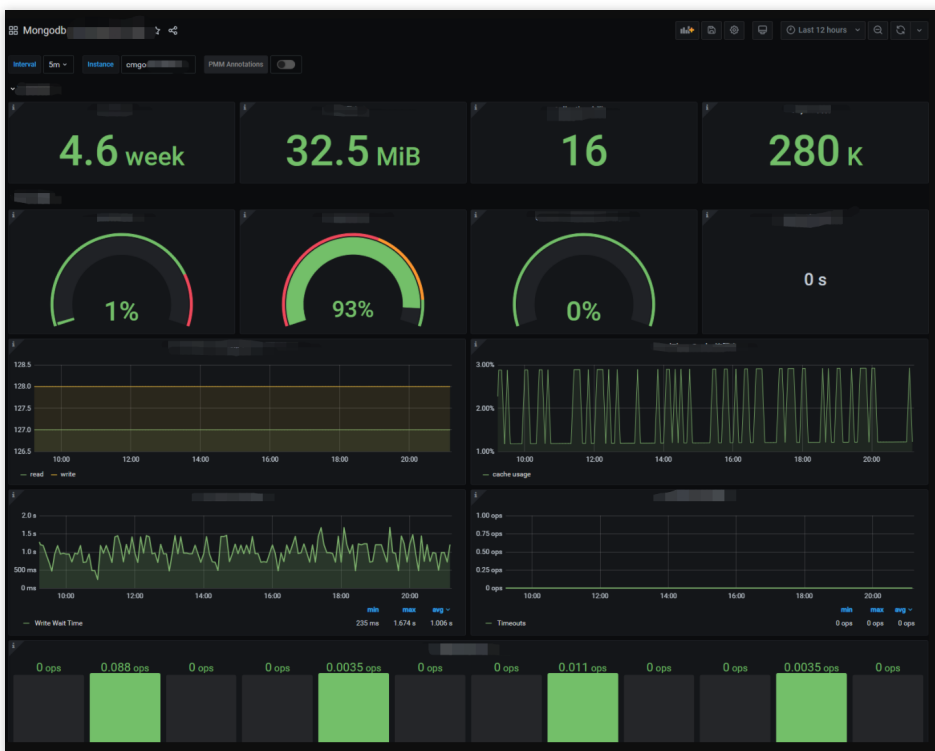 Mongodb Last 12 hours
Interval 5m Instance cmgo PMM Annotations
4.6 week 32.5 MiB 16 280 K
1% 93% 0% 0 s
128.5
128.0
127.5
127.0
126.5
10:00 12:00 14:00 16:00 18:00 20:00
read write
3.00%
2.00%
1.00%
10:00 12:00 14:00 16:00 18:00 20:00
cache usage
2.0 s
1.5 s
1.0 s
500 ms
0 ms
10:00 12:00 14:00 16:00 18:00 20:00
min max avg
Write Wait Time 235 ms 1.674 s 1.006 s
1.00 ops
0.75 ops
0.50 ops
0.25 ops
0 ops
10:00 12:00 14:00 16:00 18:00 20:00
min max avg
Timeouts 0 ops 0 ops 0 ops
0 ops 0.088 ops 0 ops 0 ops 0.0035 ops 0 ops 0 ops 0.011 ops 0 ops 0 ops 0.0035 ops 0 ops